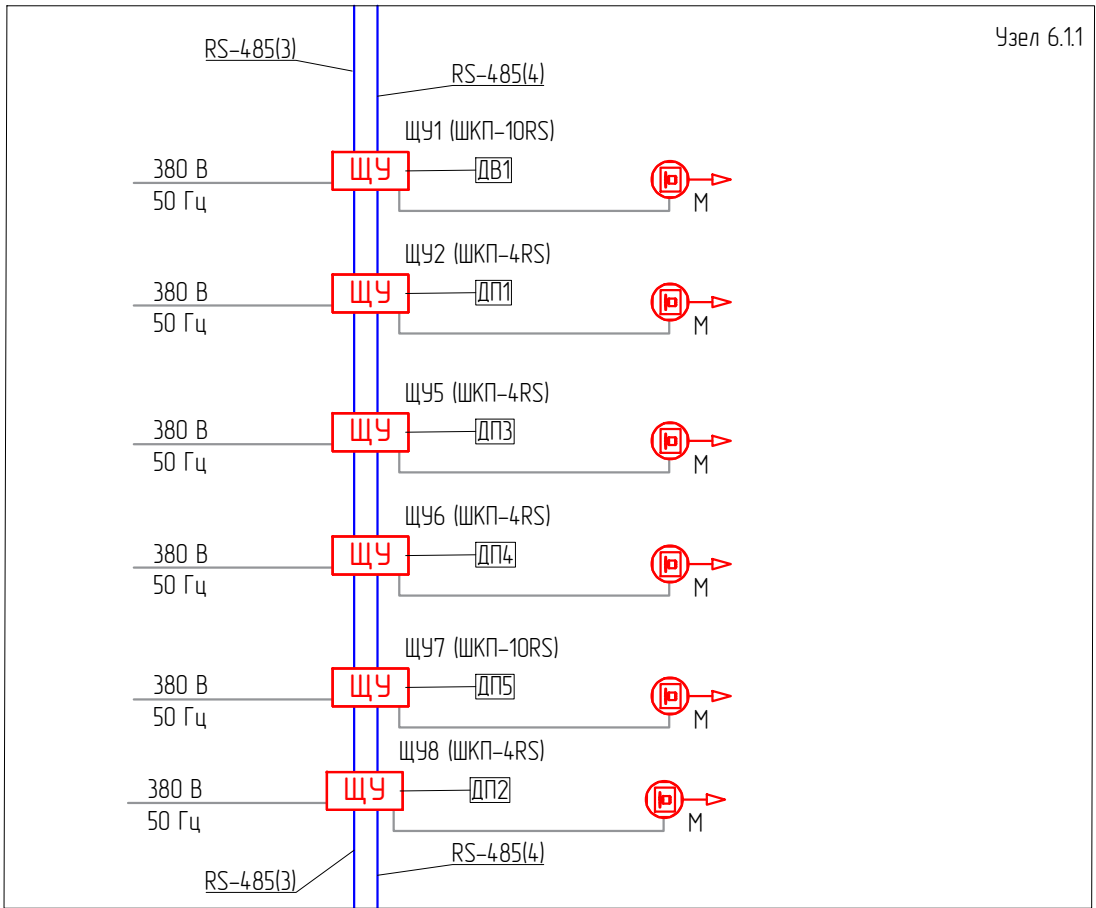 Узел 6.1.1
RS-485(3)
RS-485(4)
ЩУ1 (ШКП-10RS)
380 В
50 Гц
ЩУ
ДВ1
М
ЩУ2 (ШКП-4RS)
380 В
50 Гц
ЩУ
ДП1
М
ЩУ5 (ШКП-4RS)
380 В
50 Гц
ЩУ
ДП3
М
ЩУ6 (ШКП-4RS)
380 В
50 Гц
ЩУ
ДП4
М
ЩУ7 (ШКП-10RS)
380 В
50 Гц
ЩУ
ДП5
М
ЩУ8 (ШКП-4RS)
380 В
50 Гц
ЩУ
ДП2
М
RS-485(4)
RS-485(3)